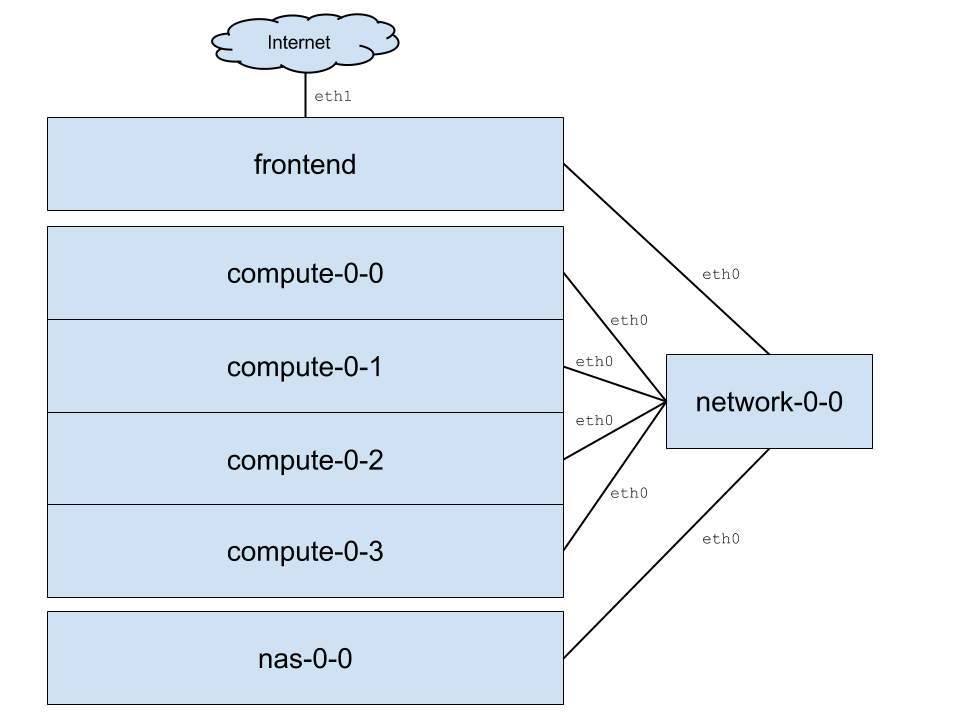 Internet
eth1
frontend
compute-0-0
eth0
eth0
compute-0-1
eth0
network-0-0
compute-0-2
eth0
eth0
compute-0-3
eth0
nas-0-0